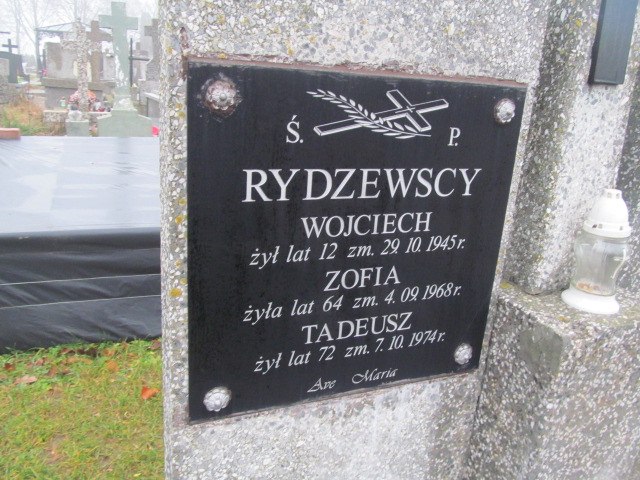 Ś. P.
RYDZEWSCY
WOJCIECH
żył lat 12 zm. 29. 10. 1945 r.
ZOFIA
żyła lat 64 zm. 4. 09. 1968 r.
TADEUSZ
żył lat 72 zm. 7. 10. 1974 r.
Ave Maria